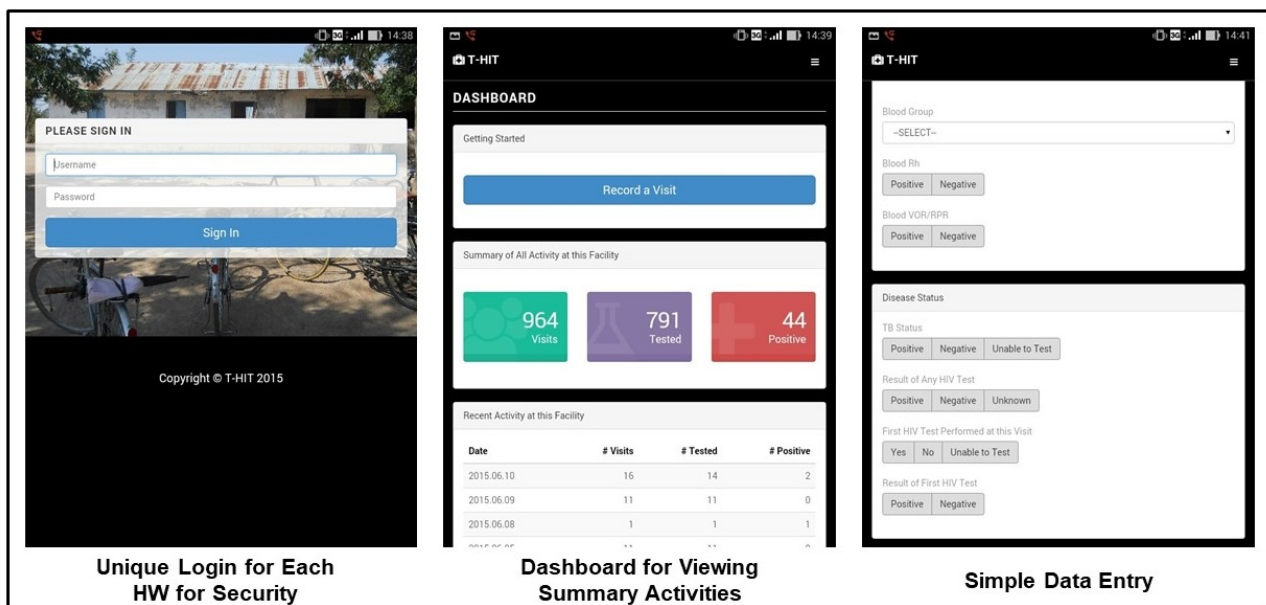 3G 14:38
PLEASE SIGN IN
Username
Password
Sign In
Copyright © T-HIT 2015
Unique Login for Each
HW for Security
3G 14:39
T-HIT
DASHBOARD
Getting Started
Record a Visit
Summary of All Activity at this Facility
964
Visits
791
Tested
44
Positive
Recent Activity at this Facility
Date # Visits # Tested # Positive
2015.06.10 16 14 2
2015.06.09 11 11 0
2015.06.08 1 1 1
Dashboard for Viewing
Summary Activities
3G 14:41
T-HIT
Blood Group
--SELECT--
Blood Rh
Positive Negative
Blood VOR/RPR
Positive Negative
Disease Status
TB Status
Positive Negative Unable to Test
Result of Any HIV Test
Positive Negative Unknown
First HIV Test Performed at this Visit
Yes No Unable to Test
Result of First HIV Test
Positive Negative
Simple Data Entry